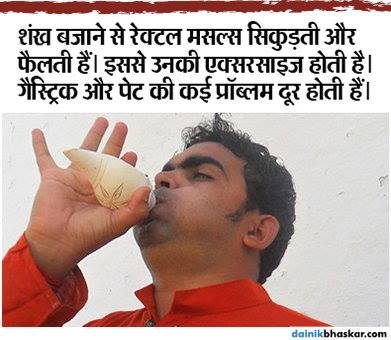 शंख बजाने से रेक्टल मसल्स सिकुड़ती और
फैलती हैं। इससे उनकी एक्सरसाइज होती है।
गैस्ट्रिक और पेट की कई प्रॉब्लम दूर होती हैं।
dainikbhaskar.com